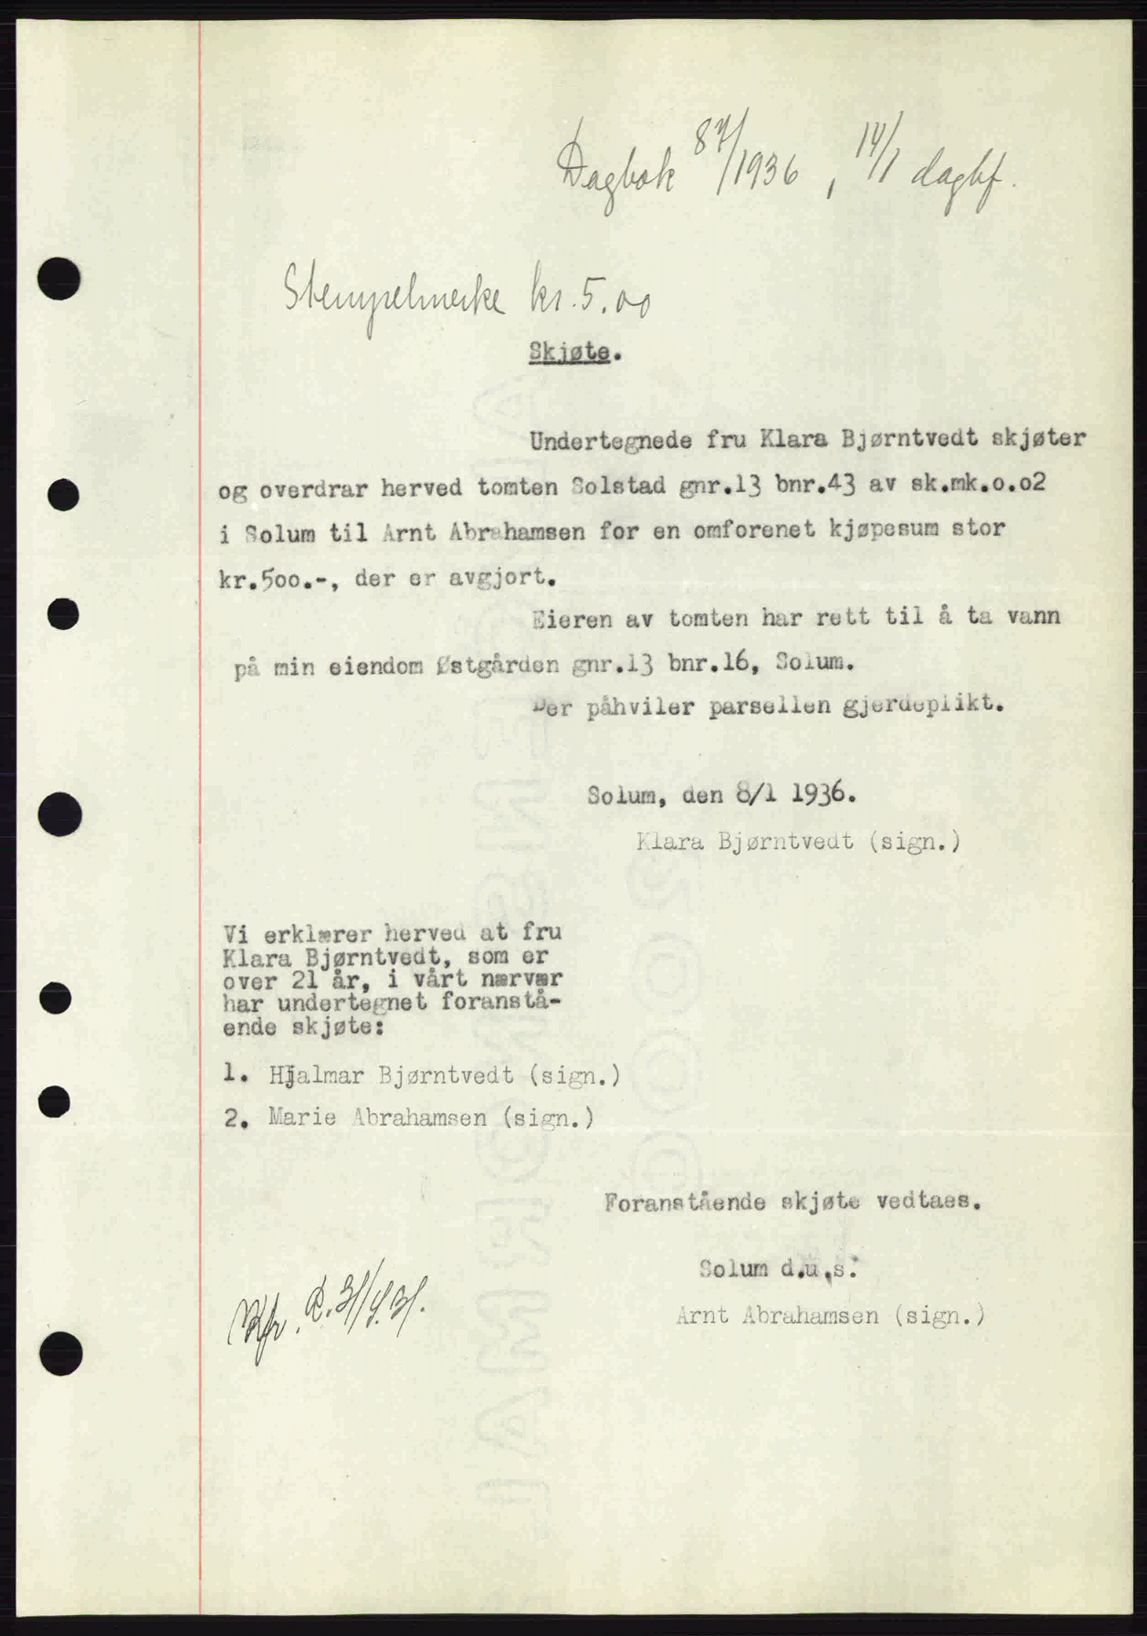 Dagbok 87/1936, 14/1 dagbf.
Stempelmerke kr. 5.00
Skjøte.
Undertegnede fru Klara Bjørntvedt skjøter
og overdrar herved tomten Solstad gnr.13 bnr.43 av sk.mk.o.o2
i Solum til Arnt Abrahamsen for en omforenet kjøpesum stor
kr.5oo.-, der er avgjort.
Eieren av tomten har rett til å ta vann
på min eiendom Østgården gnr.13 bnr.16, Solum.
Der påhviler parsellen gjerdeplikt.
Solum, den 8/1 1936.
Klara Bjørntvedt (sign.)
Vi erklærer herved at fru
Klara Bjørntvedt, som er
over 21 år, i vårt nærvær
har undertegnet foranstå-
ende skjøte:
1. Hjalmar Bjørntvedt (sign.)
2. Marie Abrahamsen (sign.)
Foranstående skjøte vedtaes.
Solum d.u.s.
Arnt Abrahamsen (sign.)